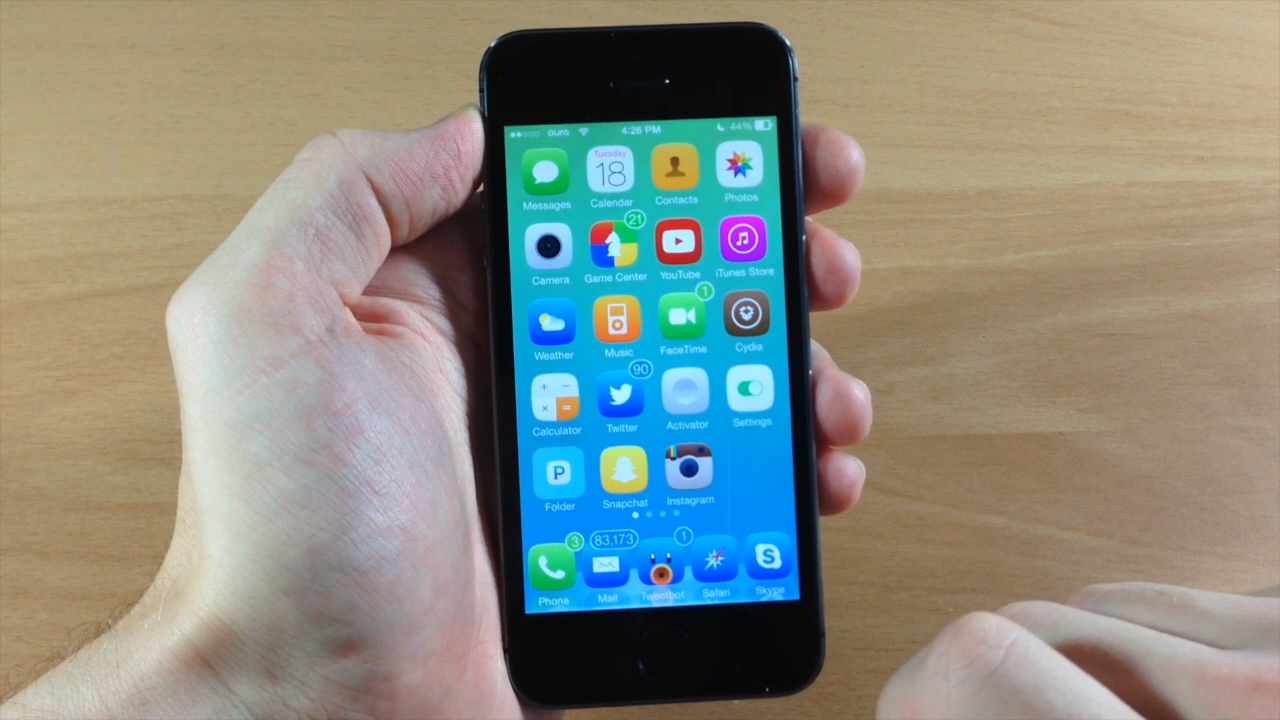 aura 4:26 PM 44%
Tuesday
18
Messages Calendar Contacts Photos
21
Camera Game Center YouTube iTunes Store
1
Weather Music FaceTime Cydia
90
+ − × =
Calculator Twitter Activator Settings
P
Folder Snapchat Instagram
3 83,173 1
S
Phone Mail Tweetbot Safari Skype